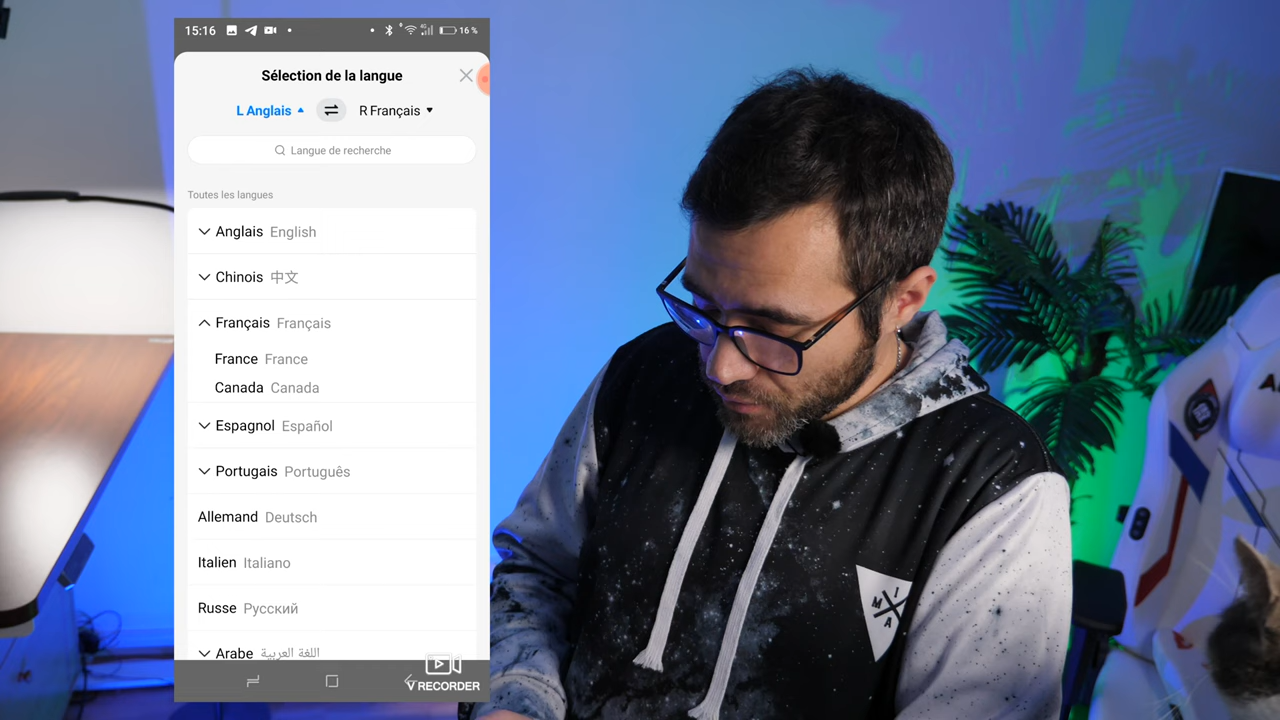 15:16
4G
16 %
Sélection de la langue
L Anglais
R Français
Langue de recherche
Toutes les langues
Anglais English
Chinois 中文
Français Français
France France
Canada Canada
Espagnol Español
Portugais Português
Allemand Deutsch
Italien Italiano
Russe Русский
Arabe اللغة العربية
V RECORDER
M I
A
A